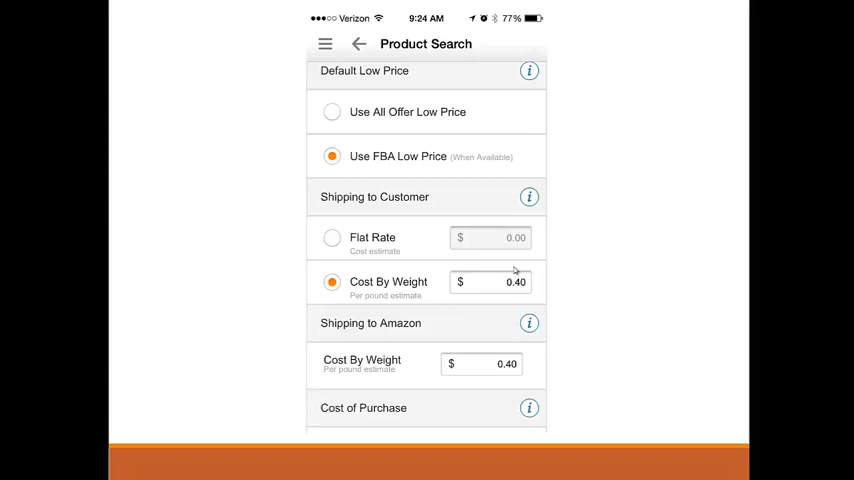 Verizon 9:24 AM 77%
Product Search
Default Low Price i
Use All Offer Low Price
Use FBA Low Price (When Available)
Shipping to Customer i
Flat Rate $ 0.00
Cost estimate
Cost By Weight $ 0.40
Per pound estimate
Shipping to Amazon i
Cost By Weight $ 0.40
Per pound estimate
Cost of Purchase i